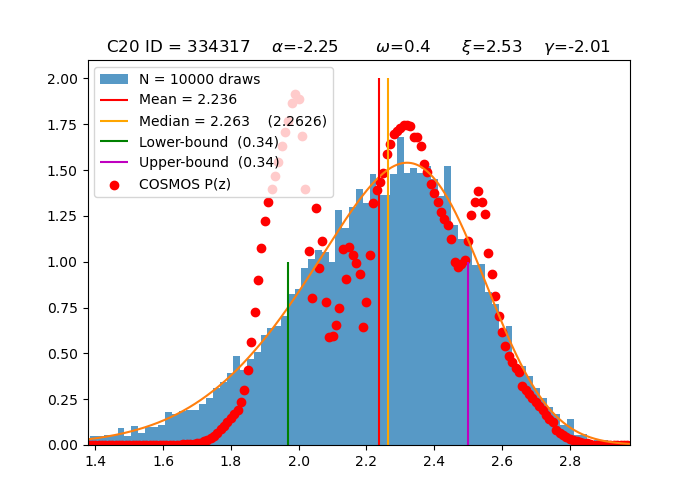 C20 ID = 334317 α=-2.25 ω=0.4 ξ=2.53 γ=-2.01
N = 10000 draws
Mean = 2.236
Median = 2.263 (2.2626)
Lower-bound (0.34)
Upper-bound (0.34)
COSMOS P(z)
2.00
1.75
1.50
1.25
1.00
0.75
0.50
0.25
0.00
1.4 1.6 1.8 2.0 2.2 2.4 2.6 2.8